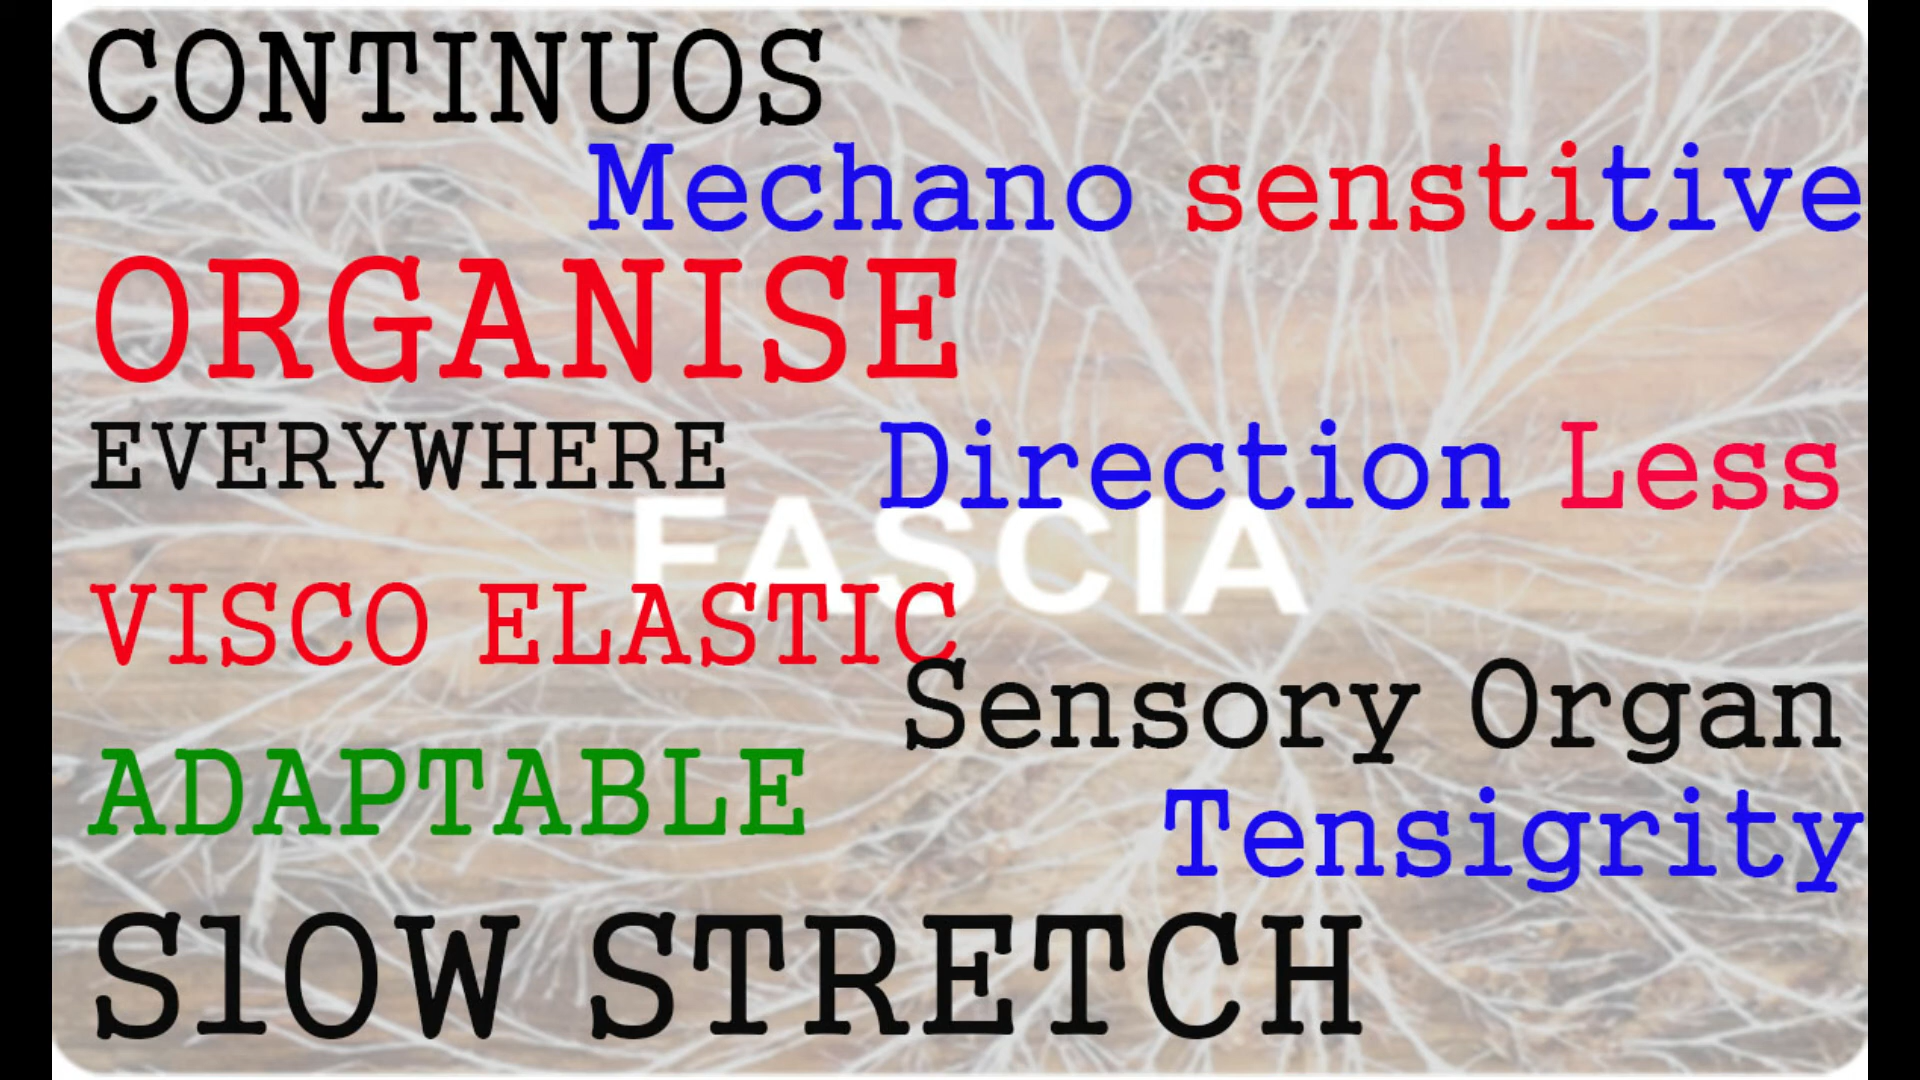 CONTINUOS
Mechano senstitive
ORGANISE
EVERYWHERE
Direction Less
FASCIA
VISCO ELASTIC
Sensory Organ
ADAPTABLE
Tensigrity
SlOW STRETCH